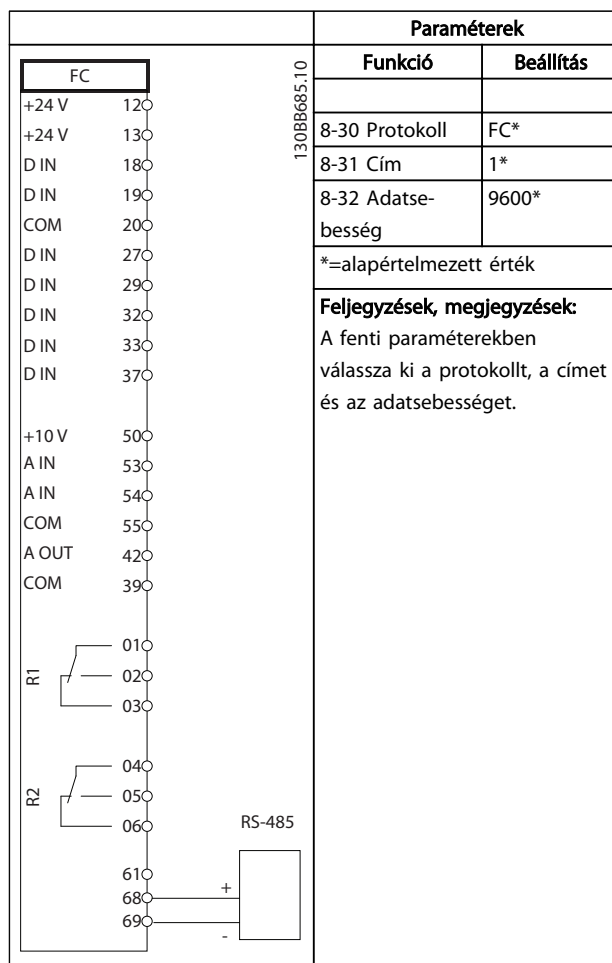 Paraméterek
Funkció Beállítás
8-30 Protokoll FC*
8-31 Cím 1*
8-32 Adatse-
besség 9600*
*=alapértelmezett érték
Feljegyzések, megjegyzések:
A fenti paraméterekben
válassza ki a protokollt, a címet
és az adatsebességet.
FC
130BB685.10
+24 V 12
+24 V 13
D IN 18
D IN 19
COM 20
D IN 27
D IN 29
D IN 32
D IN 33
D IN 37
+10 V 50
A IN 53
A IN 54
COM 55
A OUT 42
COM 39
R1
01
02
03
R2
04
05
06
RS-485
61
68 +
69 -